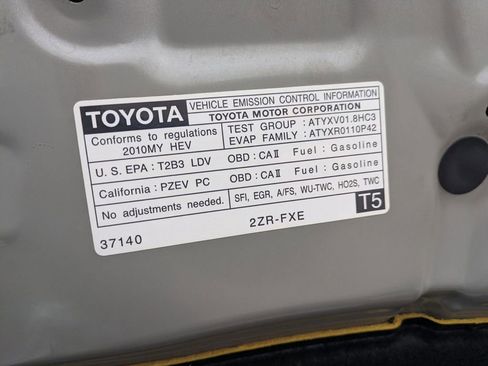 TOYOTA VEHICLE EMISSION CONTROL INFORMATION
TOYOTA MOTOR CORPORATION
Conforms to regulations
2010MY HEV
TEST GROUP : ATYXV01.8HC3
EVAP FAMILY : ATYXR0110P42
U.S. EPA : T2B3 LDV OBD : CAII Fuel : Gasoline
California : PZEV PC OBD : CAII Fuel : Gasoline
No adjustments needed. SFI, EGR, A/FS, WU-TWC, HO2S, TWC
37140 2ZR-FXE T5